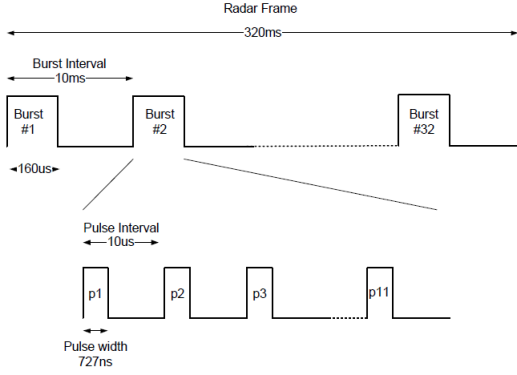 Radar Frame
320ms
Burst Interval
10ms
Burst
#1
Burst
#2
Burst
#32
160us
Pulse Interval
10us
p1
p2
p3
p11
Pulse width
727ns